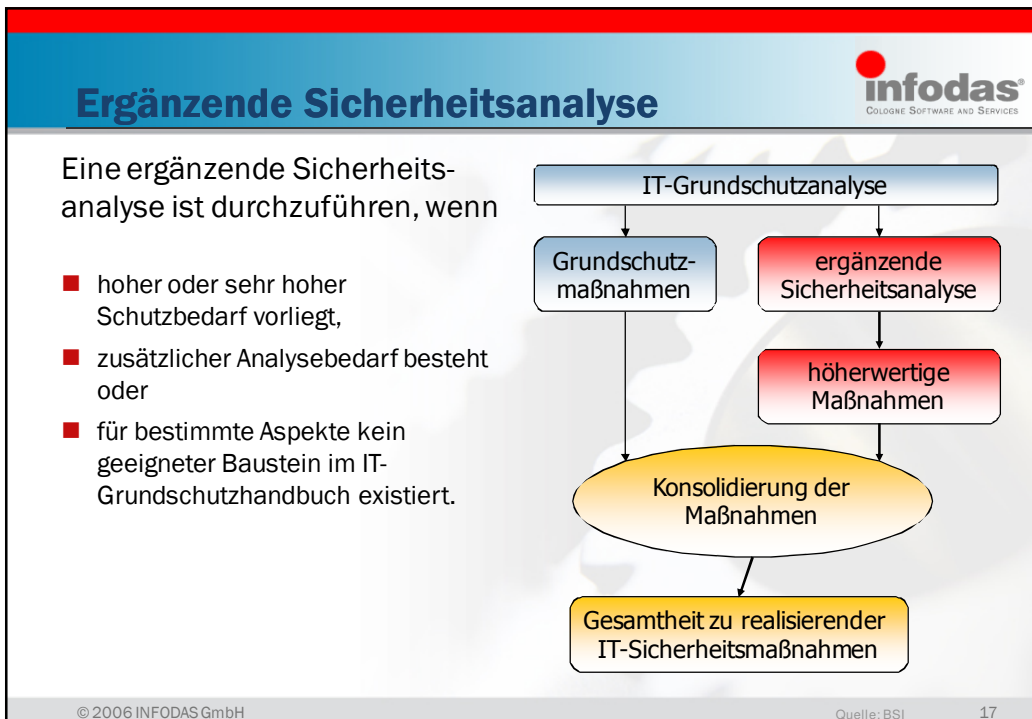 Ergänzende Sicherheitsanalyse
infodas®
COLOGNE SOFTWARE AND SERVICES
Eine ergänzende Sicherheits-
analyse ist durchzuführen, wenn
hoher oder sehr hoher
Schutzbedarf vorliegt,
zusätzlicher Analysebedarf besteht
oder
für bestimmte Aspekte kein
geeigneter Baustein im IT-
Grundschutzhandbuch existiert.
IT-Grundschutzanalyse
Grundschutz-
maßnahmen
ergänzende
Sicherheitsanalyse
höherwertige
Maßnahmen
Konsolidierung der
Maßnahmen
Gesamtheit zu realisierender
IT-Sicherheitsmaßnahmen
© 2006 INFODAS GmbH
Quelle: BSI
17